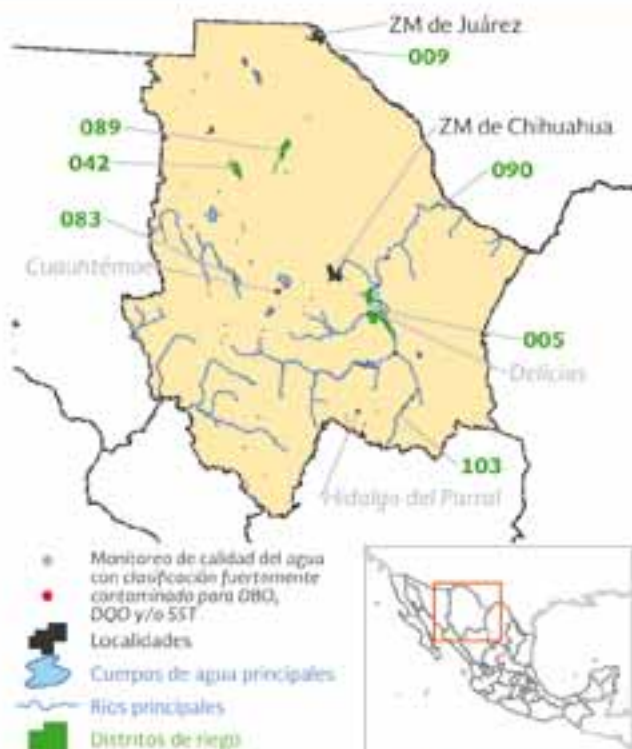 ZM de Juárez
009
089
ZM de Chihuahua
042
090
083
Cuauhtémoc
005
Delicias
103
Hidalgo del Parral
Monitoreo de calidad del agua
con clasificación fuertemente
contaminado para DBO,
DQO y/o SST
Localidades
Cuerpos de agua principales
Ríos principales
Distritos de riego